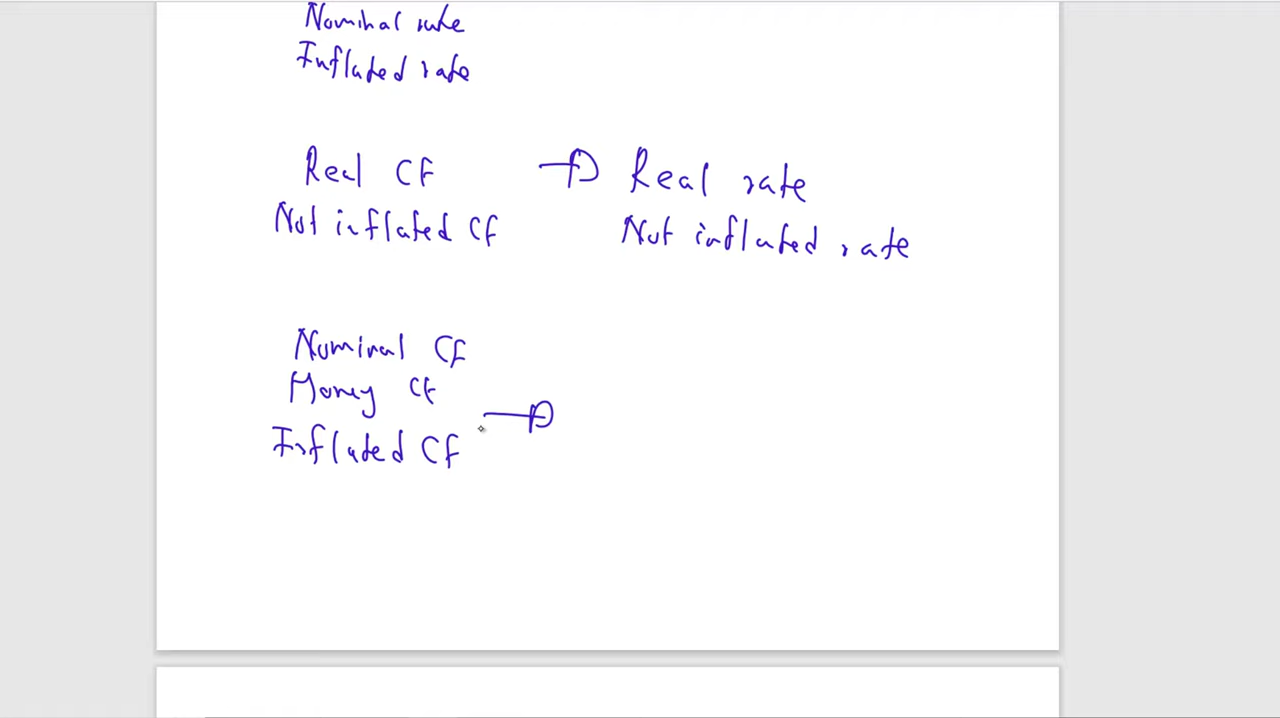 Nominal rate
Inflated rate
Real CF → Real rate
Not inflated CF Not inflated rate
Nominal CF
Money CF →
Inflated CF